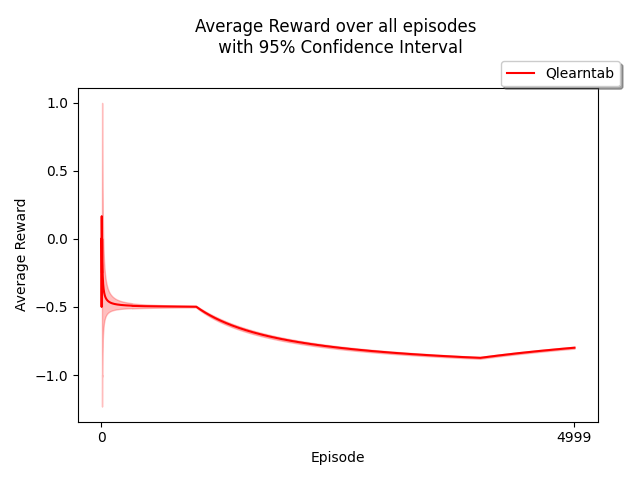 Average Reward over all episodes
with 95% Confidence Interval
Qlearntab
1.0
0.5
0.0
−0.5
−1.0
Average Reward
0
4999
Episode